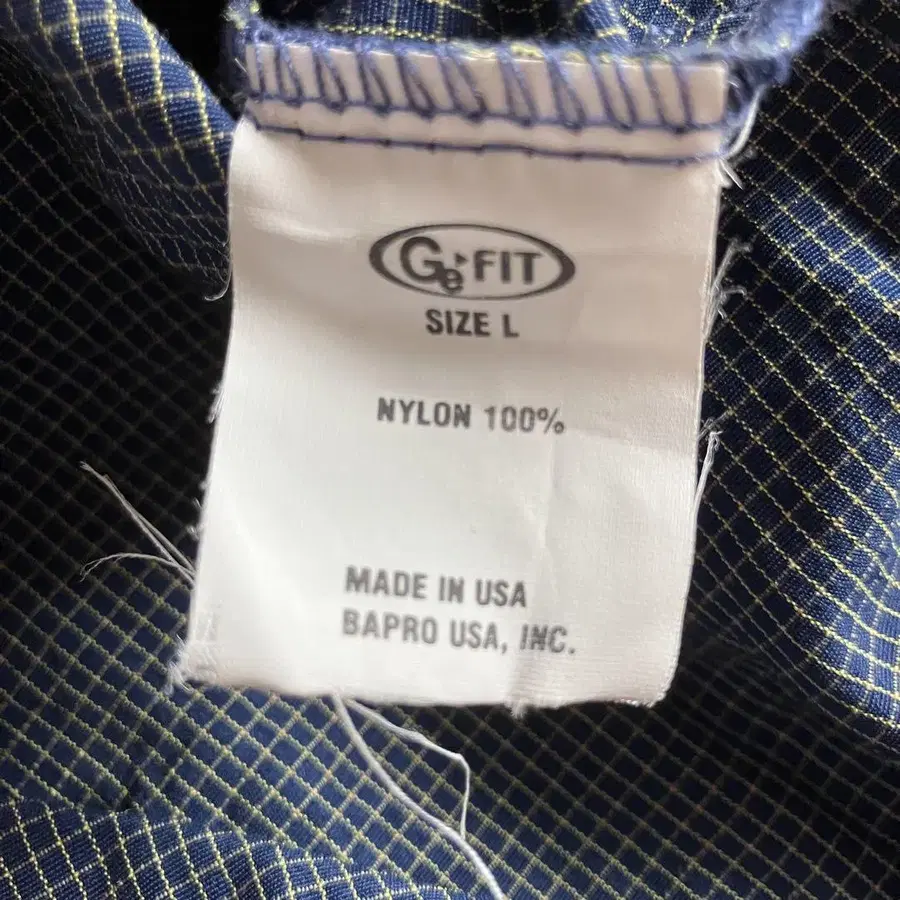 GeFIT
SIZE L
NYLON 100%
MADE IN USA
BAPRO USA, INC.